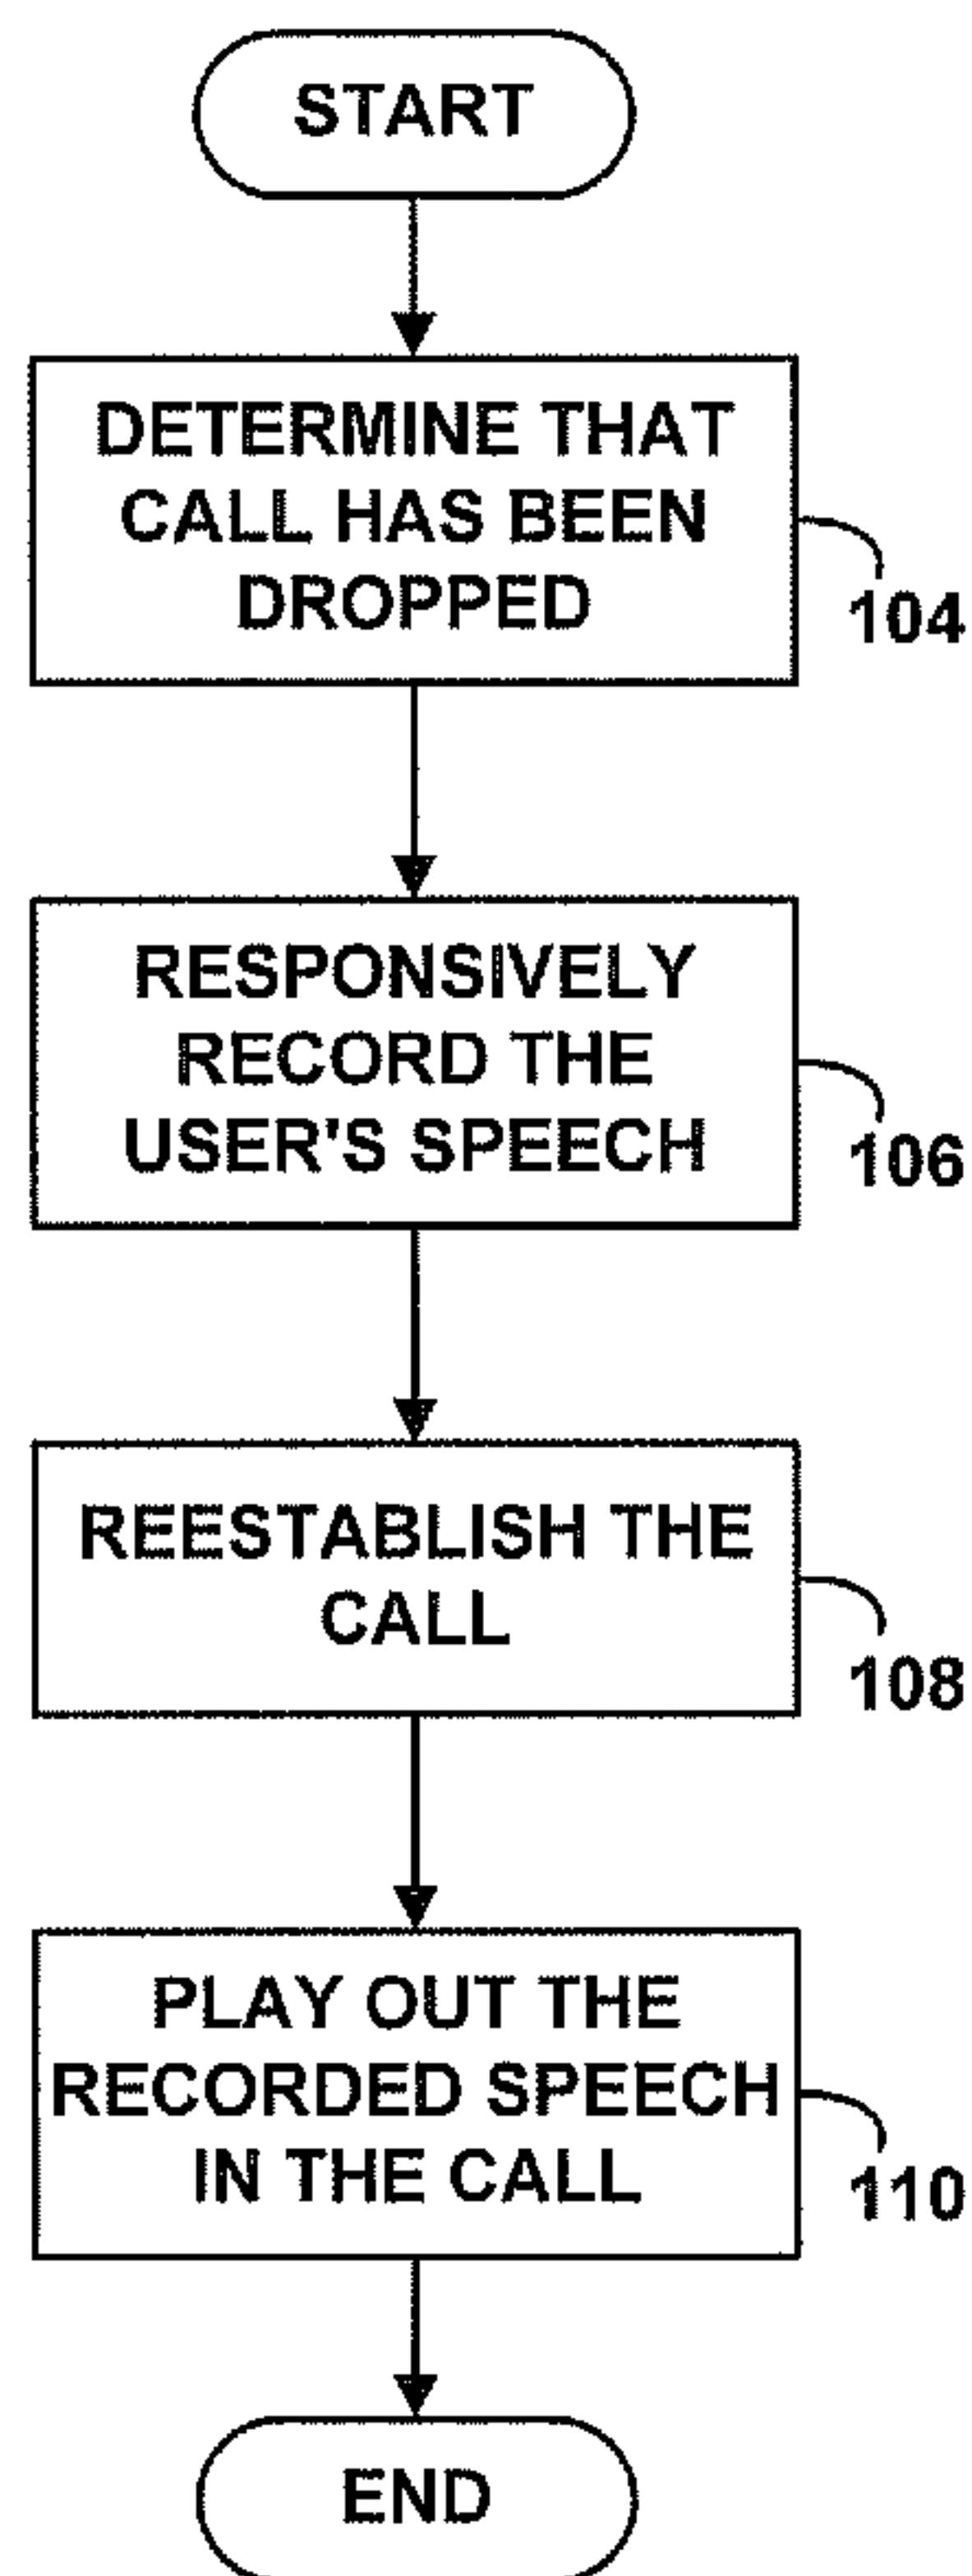 START
DETERMINE THAT
CALL HAS BEEN
DROPPED
104
RESPONSIVELY
RECORD THE
USER'S SPEECH
106
REESTABLISH THE
CALL
108
PLAY OUT THE
RECORDED SPEECH
IN THE CALL
110
END